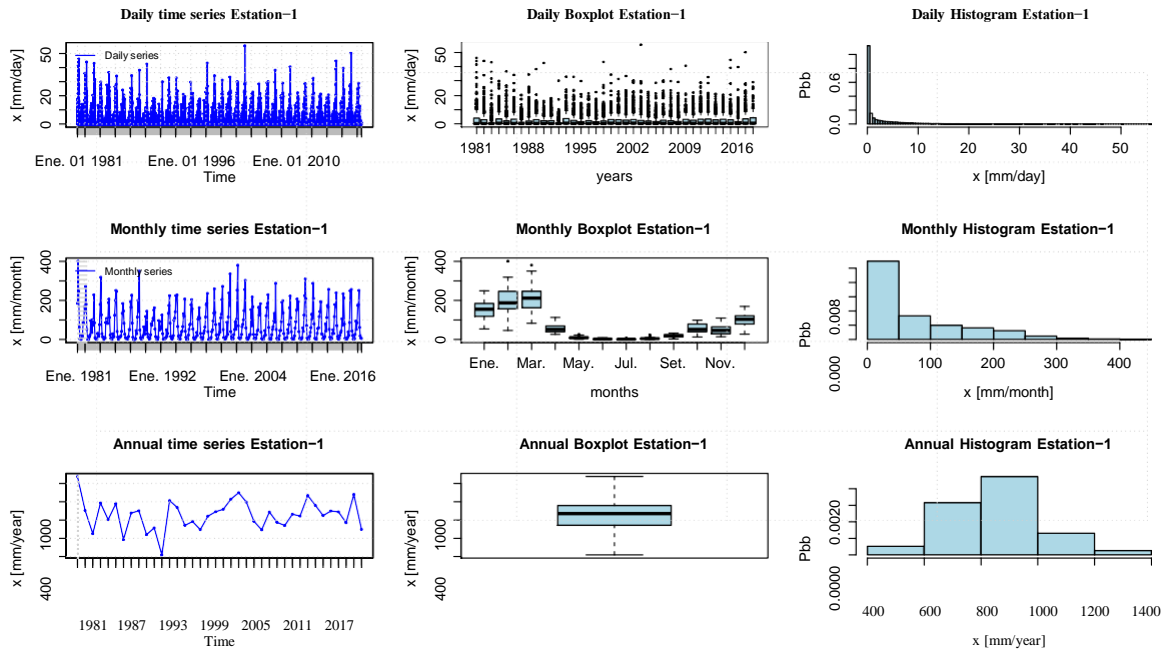 Daily time series Estation−1
x [mm/day]
0 20 50
Daily series
Ene. 01 1981 Ene. 01 1996 Ene. 01 2010
Time
Daily Boxplot Estation−1
x [mm/day]
0 20 50
1981 1988 1995 2002 2009 2016
years
Daily Histogram Estation−1
Pbb
0.0 0.6
0 10 20 30 40 50
x [mm/day]
Monthly time series Estation−1
x [mm/month]
0 200 400
Monthly series
Ene. 1981 Ene. 1992 Ene. 2004 Ene. 2016
Time
Monthly Boxplot Estation−1
x [mm/month]
0 200 400
Ene. Mar. May. Jul. Set. Nov.
months
Monthly Histogram Estation−1
Pbb
0.000 0.008
0 100 200 300 400
x [mm/month]
Annual time series Estation−1
x [mm/year]
400 1000
1981 1987 1993 1999 2005 2011 2017
Time
Annual Boxplot Estation−1
x [mm/year]
400 1000
Annual Histogram Estation−1
Pbb
0.0000 0.0020
400 600 800 1000 1200 1400
x [mm/year]